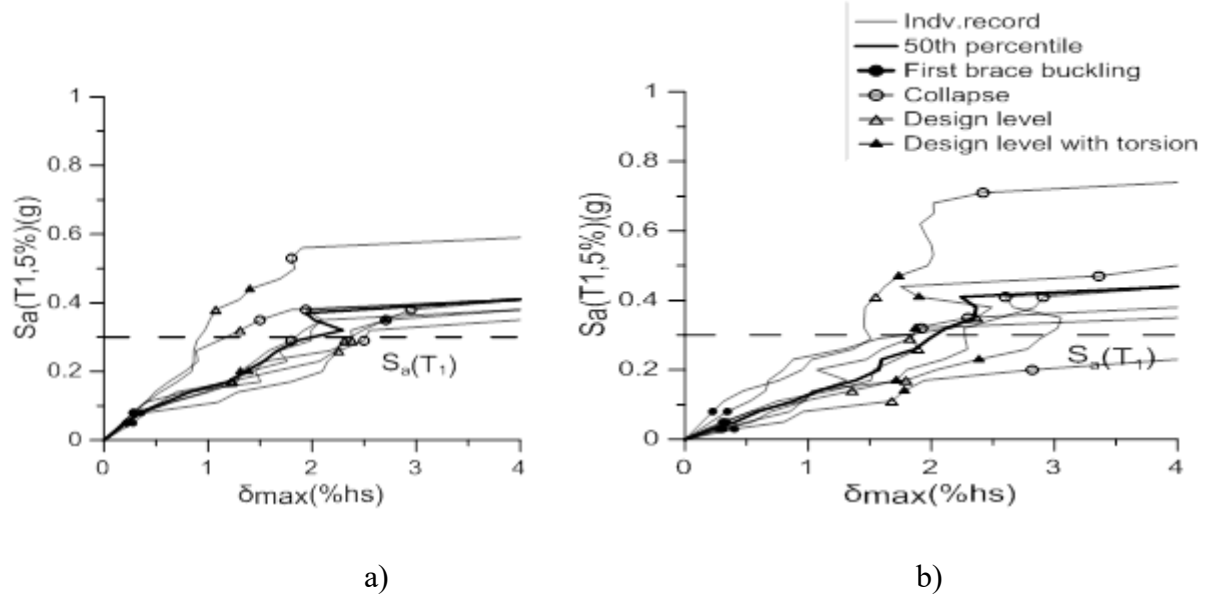 Indv.record
50th percentile
First brace buckling
Collapse
Design level
Design level with torsion
1
0.8
0.6
0.4
0.2
0
Sa(T1,5%)(g)
Sₐ(T₁)
0 1 2 3 4
δmax(%hs)
1
0.8
0.6
0.4
0.2
0
Sa(T1,5%)(g)
Sₐ(T₁)
0 1 2 3 4
δmax(%hs)
a) b)